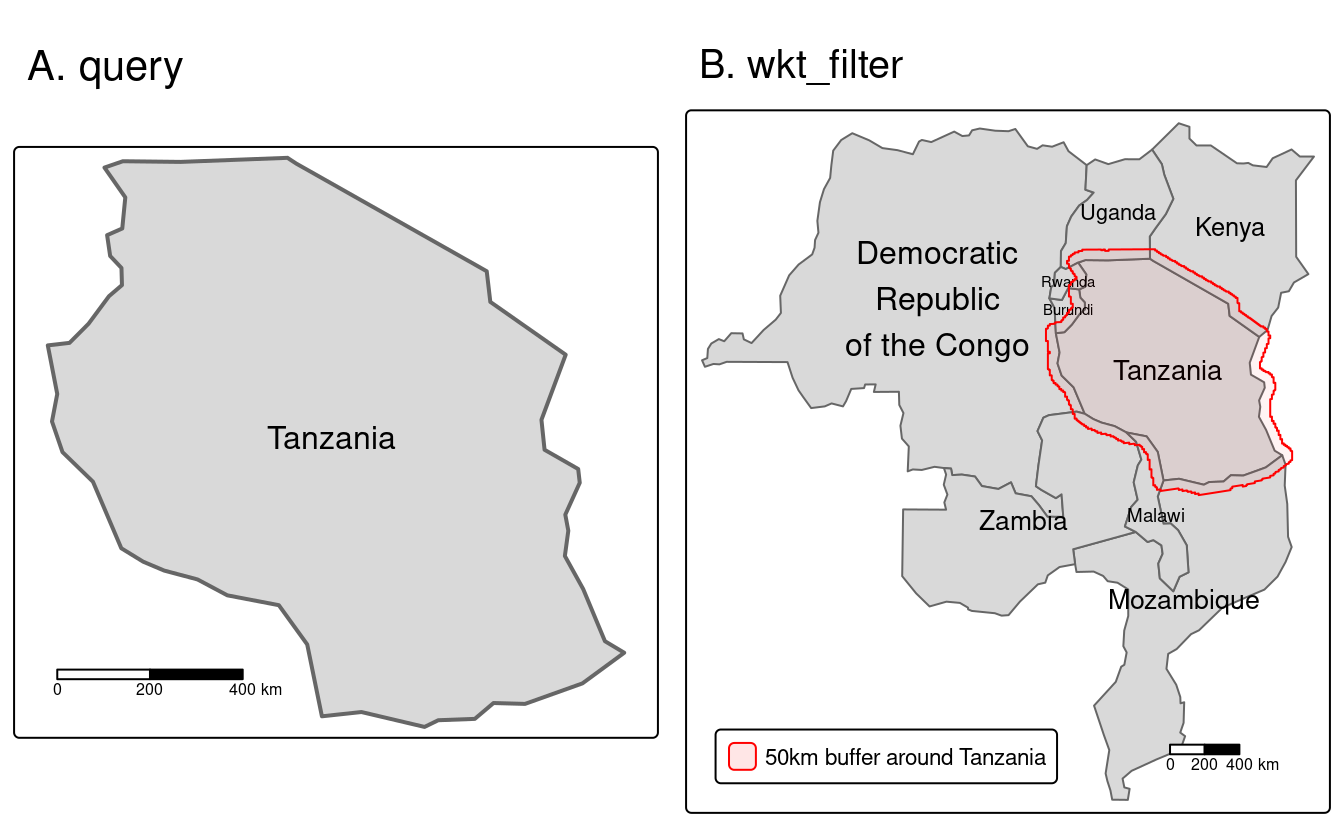 A. query
Tanzania
0 200 400 km
B. wkt_filter
Uganda
Kenya
Democratic
Republic
of the Congo
Rwanda
Burundi
Tanzania
Zambia
Malawi
Mozambique
50km buffer around Tanzania
0 200 400 km